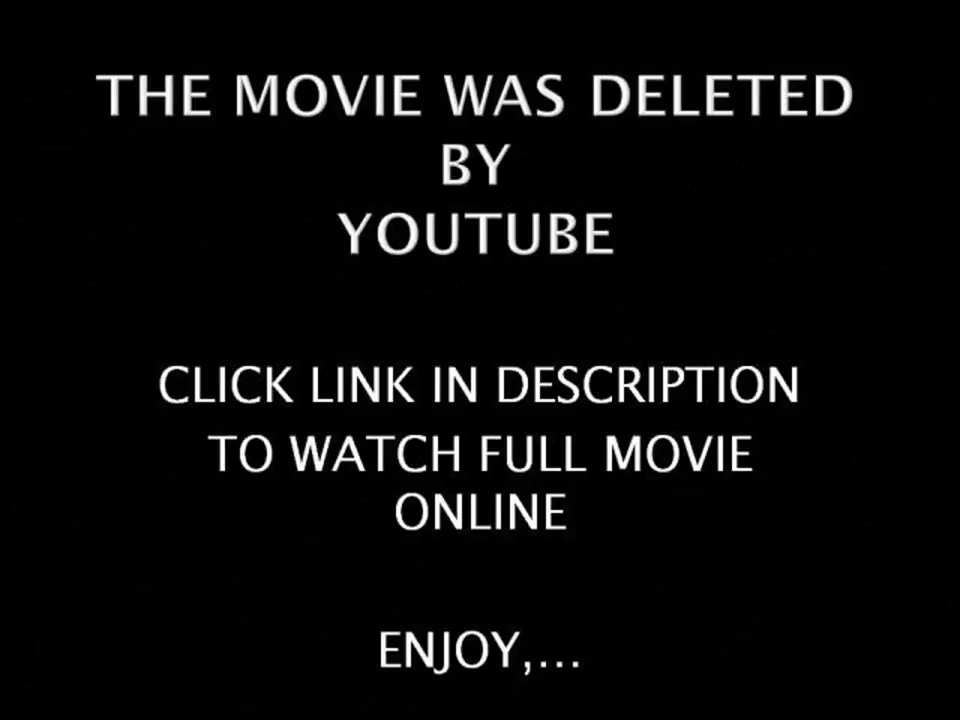 THE MOVIE WAS DELETED
BY
YOUTUBE
CLICK LINK IN DESCRIPTION
TO WATCH FULL MOVIE
ONLINE
ENJOY,...